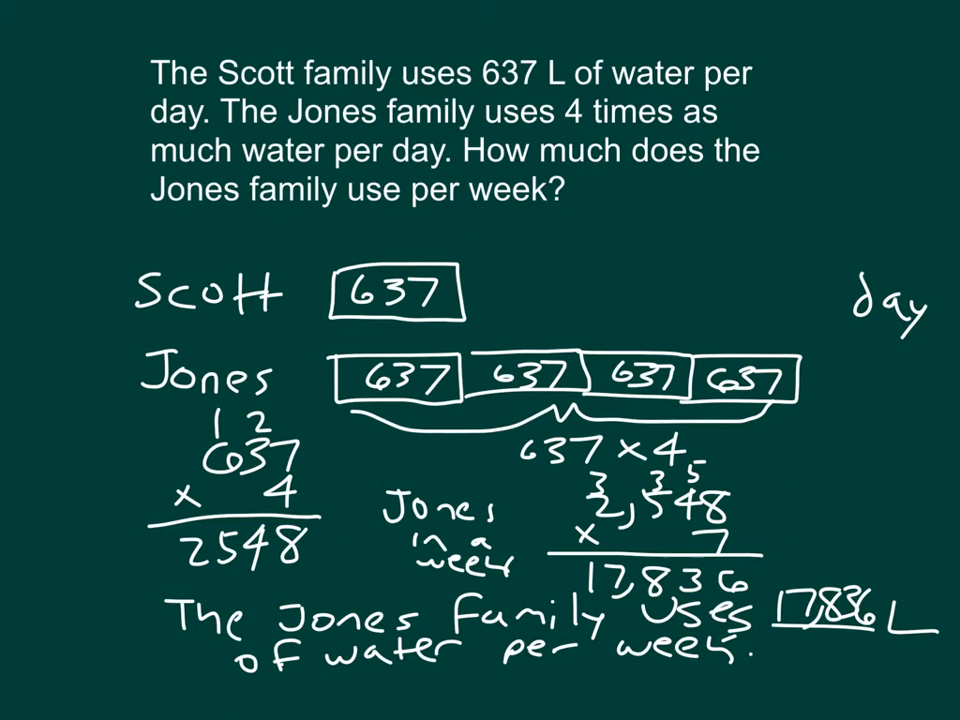 The Scott family uses 637 L of water per
day. The Jones family uses 4 times as
much water per day. How much does the
Jones family use per week?
Scott 637 day
Jones 637 637 637 637
1 2
637
x 4
2548
637 x 4
Jones
in a
week
3 3 5
2,548
x 7
17,836
The Jones Family uses 17,836 L
of water per week.